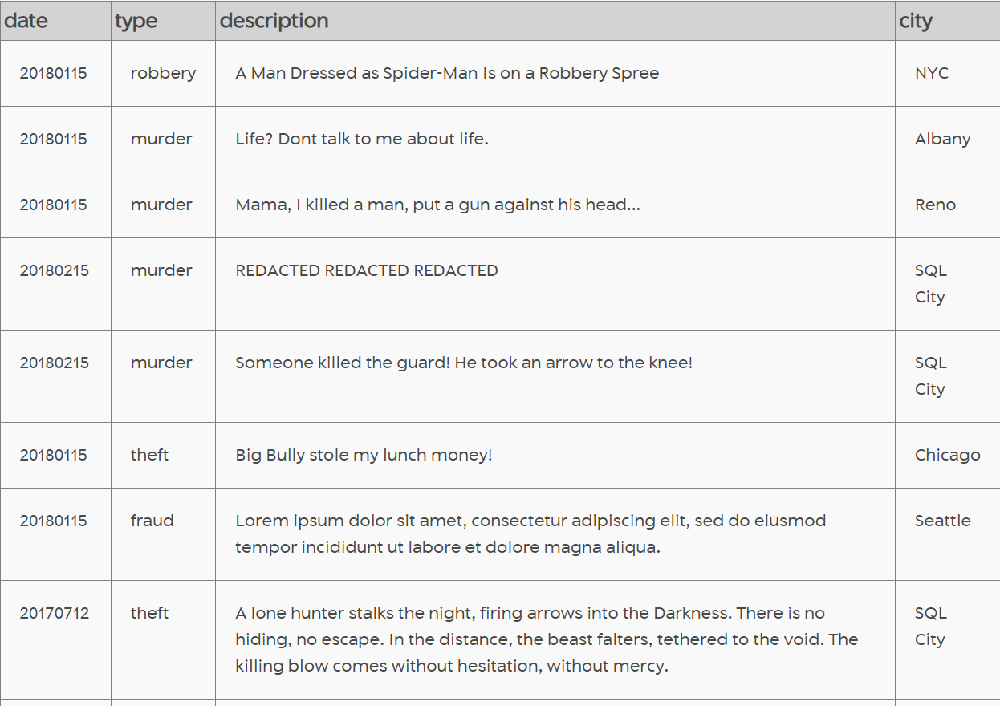 date type description city
20180115 robbery A Man Dressed as Spider-Man Is on a Robbery Spree NYC
20180115 murder Life? Dont talk to me about life. Albany
20180115 murder Mama, I killed a man, put a gun against his head... Reno
20180215 murder REDACTED REDACTED REDACTED SQL
City
20180215 murder Someone killed the guard! He took an arrow to the knee! SQL
City
20180115 theft Big Bully stole my lunch money! Chicago
20180115 fraud Lorem ipsum dolor sit amet, consectetur adipiscing elit, sed do eiusmod Seattle
tempor incididunt ut labore et dolore magna aliqua.
20170712 theft A lone hunter stalks the night, firing arrows into the Darkness. There is no SQL
hiding, no escape. In the distance, the beast falters, tethered to the void. The City
killing blow comes without hesitation, without mercy.